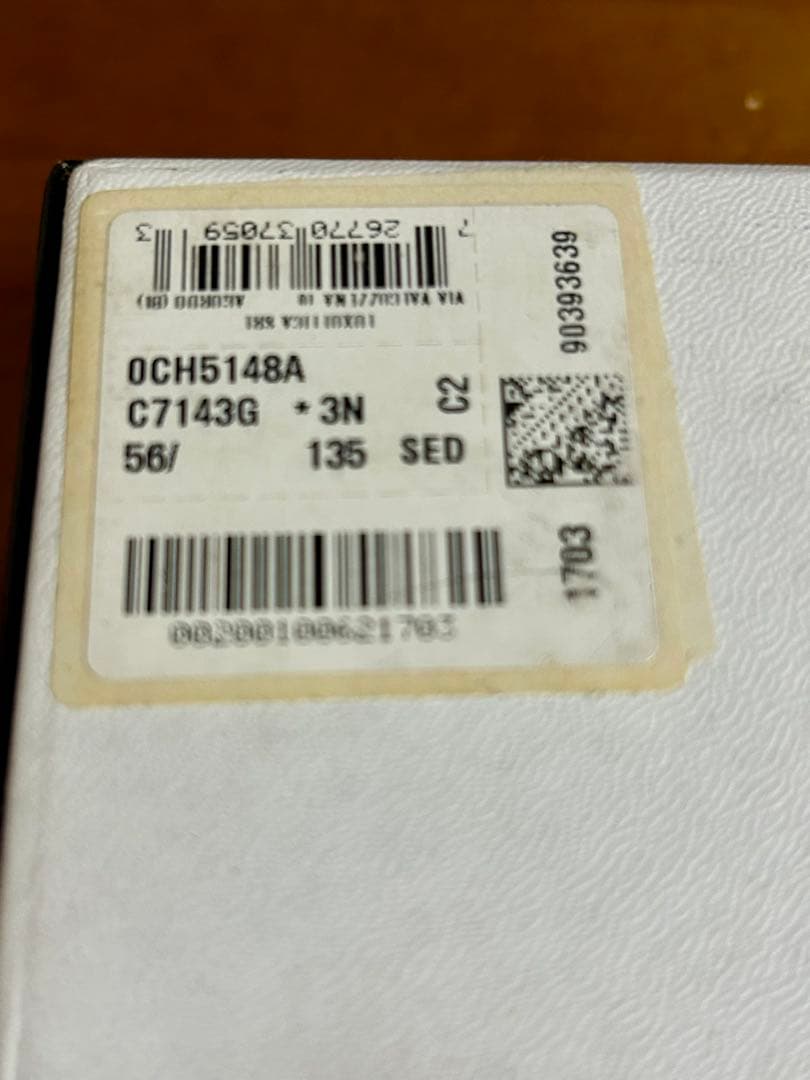 7 26770 37059 3
VIA VALCOZZENA 10 AGORDO (BL)
LUXOTTICA SRL
0CH5148A
C7143G *3N C2
56/ 135 SED
90393639
1703
00200100621703